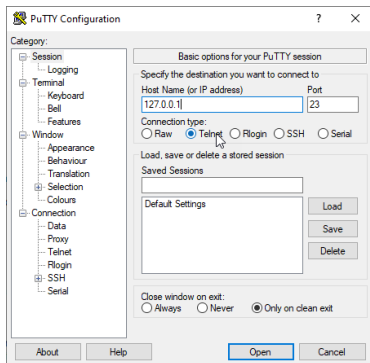 PuTTY Configuration
Category:
Session
Logging
Terminal
Keyboard
Bell
Features
Window
Appearance
Behaviour
Translation
Selection
Colours
Connection
Data
Proxy
Telnet
Rlogin
SSH
Serial
Basic options for your PuTTY session
Specify the destination you want to connect to
Host Name (or IP address) Port
127.0.0.1 23
Connection type:
Raw Telnet Rlogin SSH Serial
Load, save or delete a stored session
Saved Sessions
Default Settings
Load
Save
Delete
Close window on exit:
Always Never Only on clean exit
About Help Open Cancel